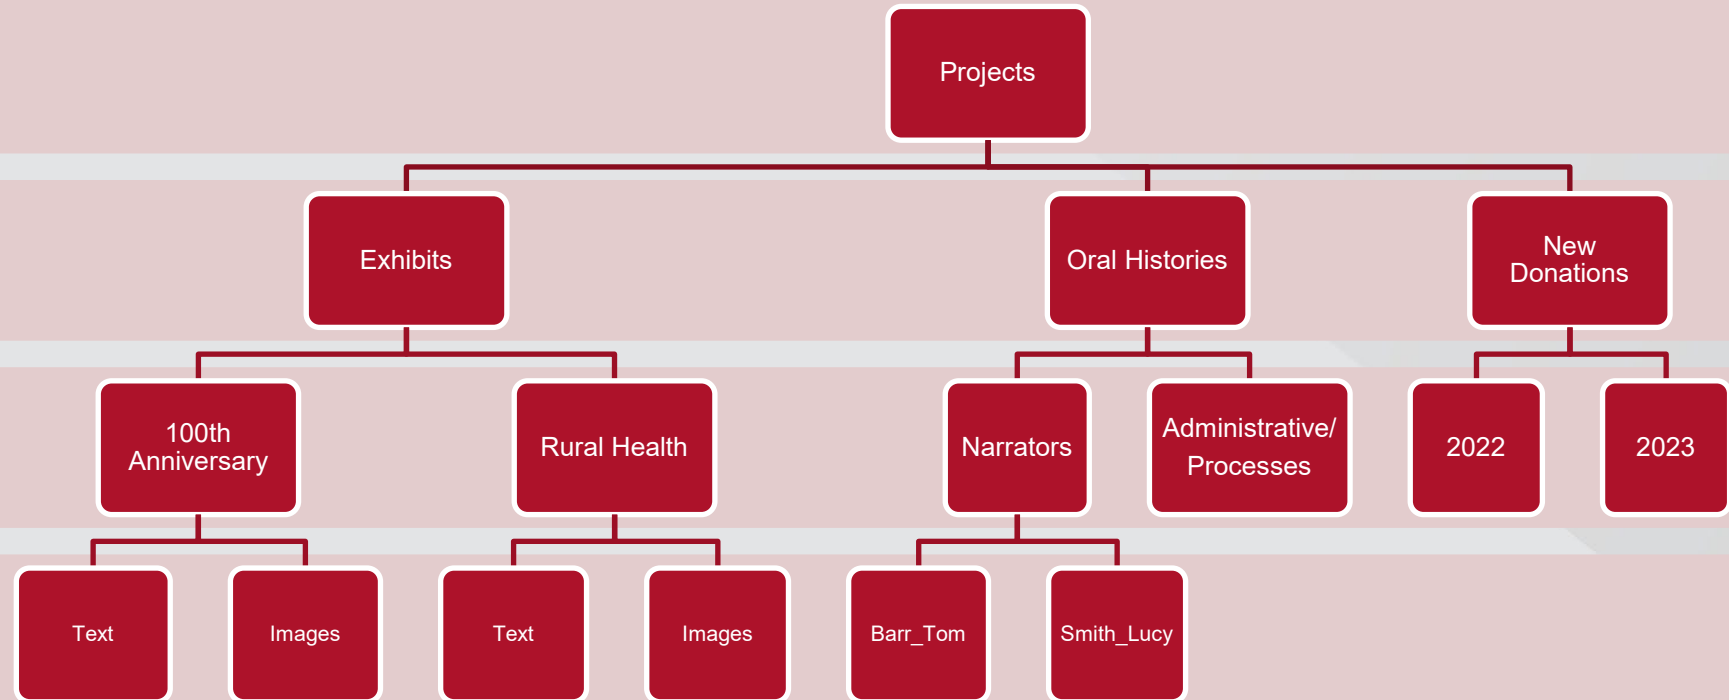 Projects
Exhibits
Oral Histories
New
Donations
100th
Anniversary
Rural Health
Narrators
Administrative/
Processes
2022
2023
Text
Images
Text
Images
Barr_Tom
Smith_Lucy